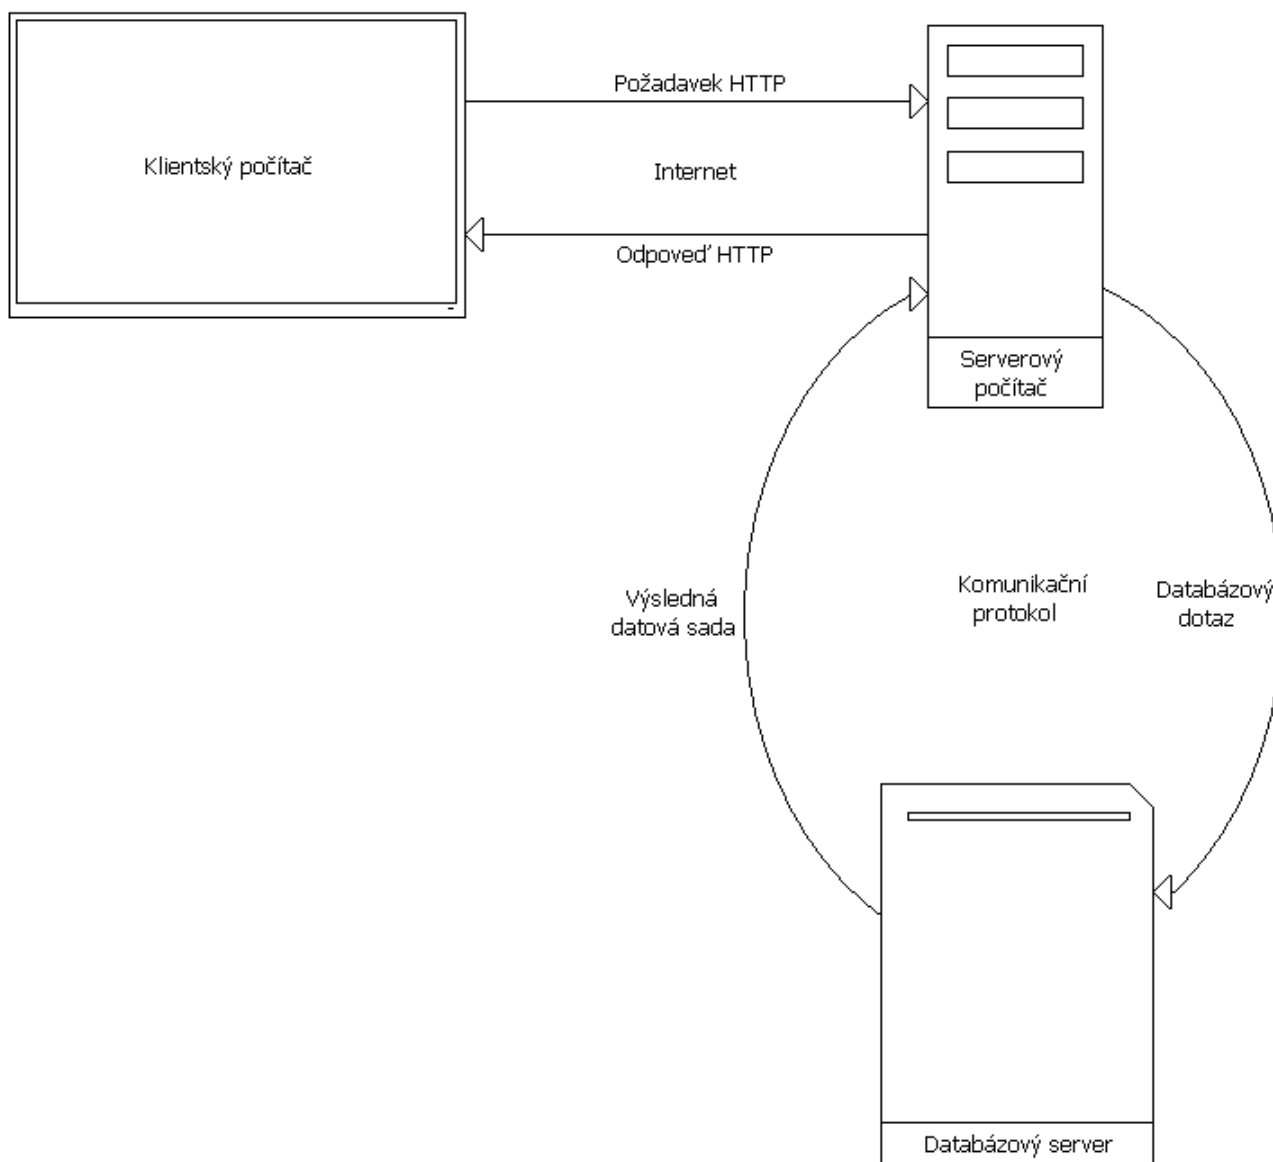 Požadavek HTTP
Klientský počítač
Internet
Odpoveď HTTP
Serverový
počítač
Výsledná
datová sada
Komunikační
protokol
Databázový
dotaz
Databázový server